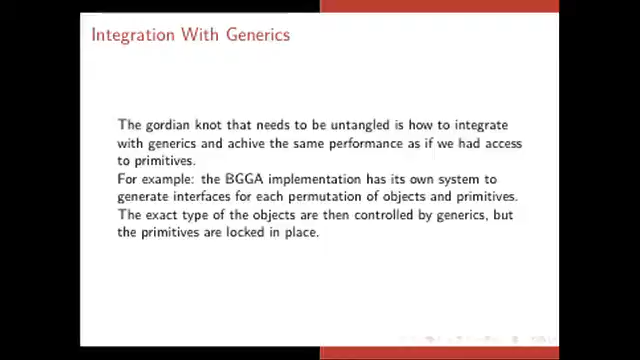 Integration With Generics
The gordian knot that needs to be untangled is how to integrate
with generics and achive the same performance as if we had access
to primitives.
For example: the BGGA implementation has its own system to
generate interfaces for each permutation of objects and primitives.
The exact type of the objects are then controlled by generics, but
the primitives are locked in place.